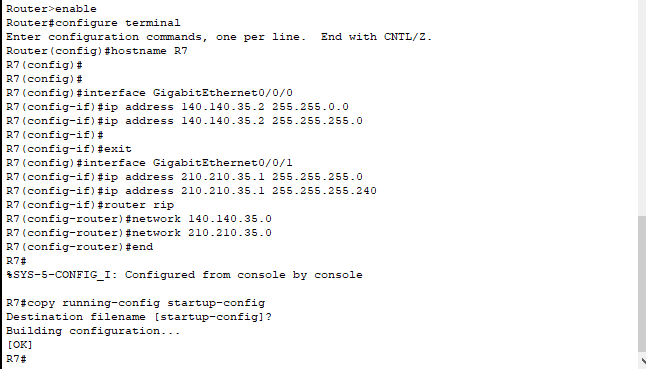 Router>enable
Router#configure terminal
Enter configuration commands, one per line.  End with CNTL/Z.
Router(config)#hostname R7
R7(config)#
R7(config)#
R7(config)#interface GigabitEthernet0/0/0
R7(config-if)#ip address 140.140.35.2 255.255.0.0
R7(config-if)#ip address 140.140.35.2 255.255.255.0
R7(config-if)#
R7(config-if)#exit
R7(config)#interface GigabitEthernet0/0/1
R7(config-if)#ip address 210.210.35.1 255.255.255.0
R7(config-if)#ip address 210.210.35.1 255.255.255.240
R7(config-if)#router rip
R7(config-router)#network 140.140.35.0
R7(config-router)#network 210.210.35.0
R7(config-router)#end
R7#
%SYS-5-CONFIG_I: Configured from console by console
R7#copy running-config startup-config
Destination filename [startup-config]?
Building configuration...
[OK]
R7#